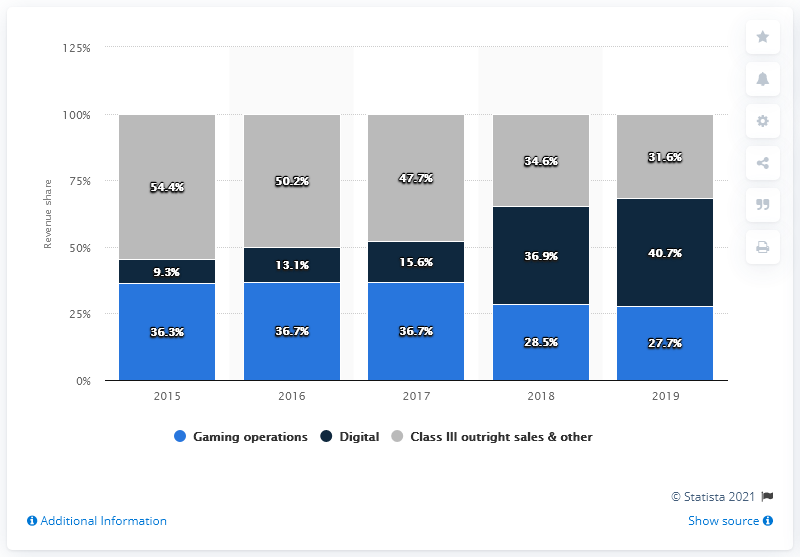 125%
100%
75%
50%
25%
0%
Revenue share
54.4% 50.2% 47.7% 34.6% 31.6%
9.3% 13.1% 15.6% 36.9% 40.7%
36.3% 36.7% 36.7% 28.5% 27.7%
2015 2016 2017 2018 2019
Gaming operations Digital Class III outright sales & other
© Statista 2021
Additional Information Show source